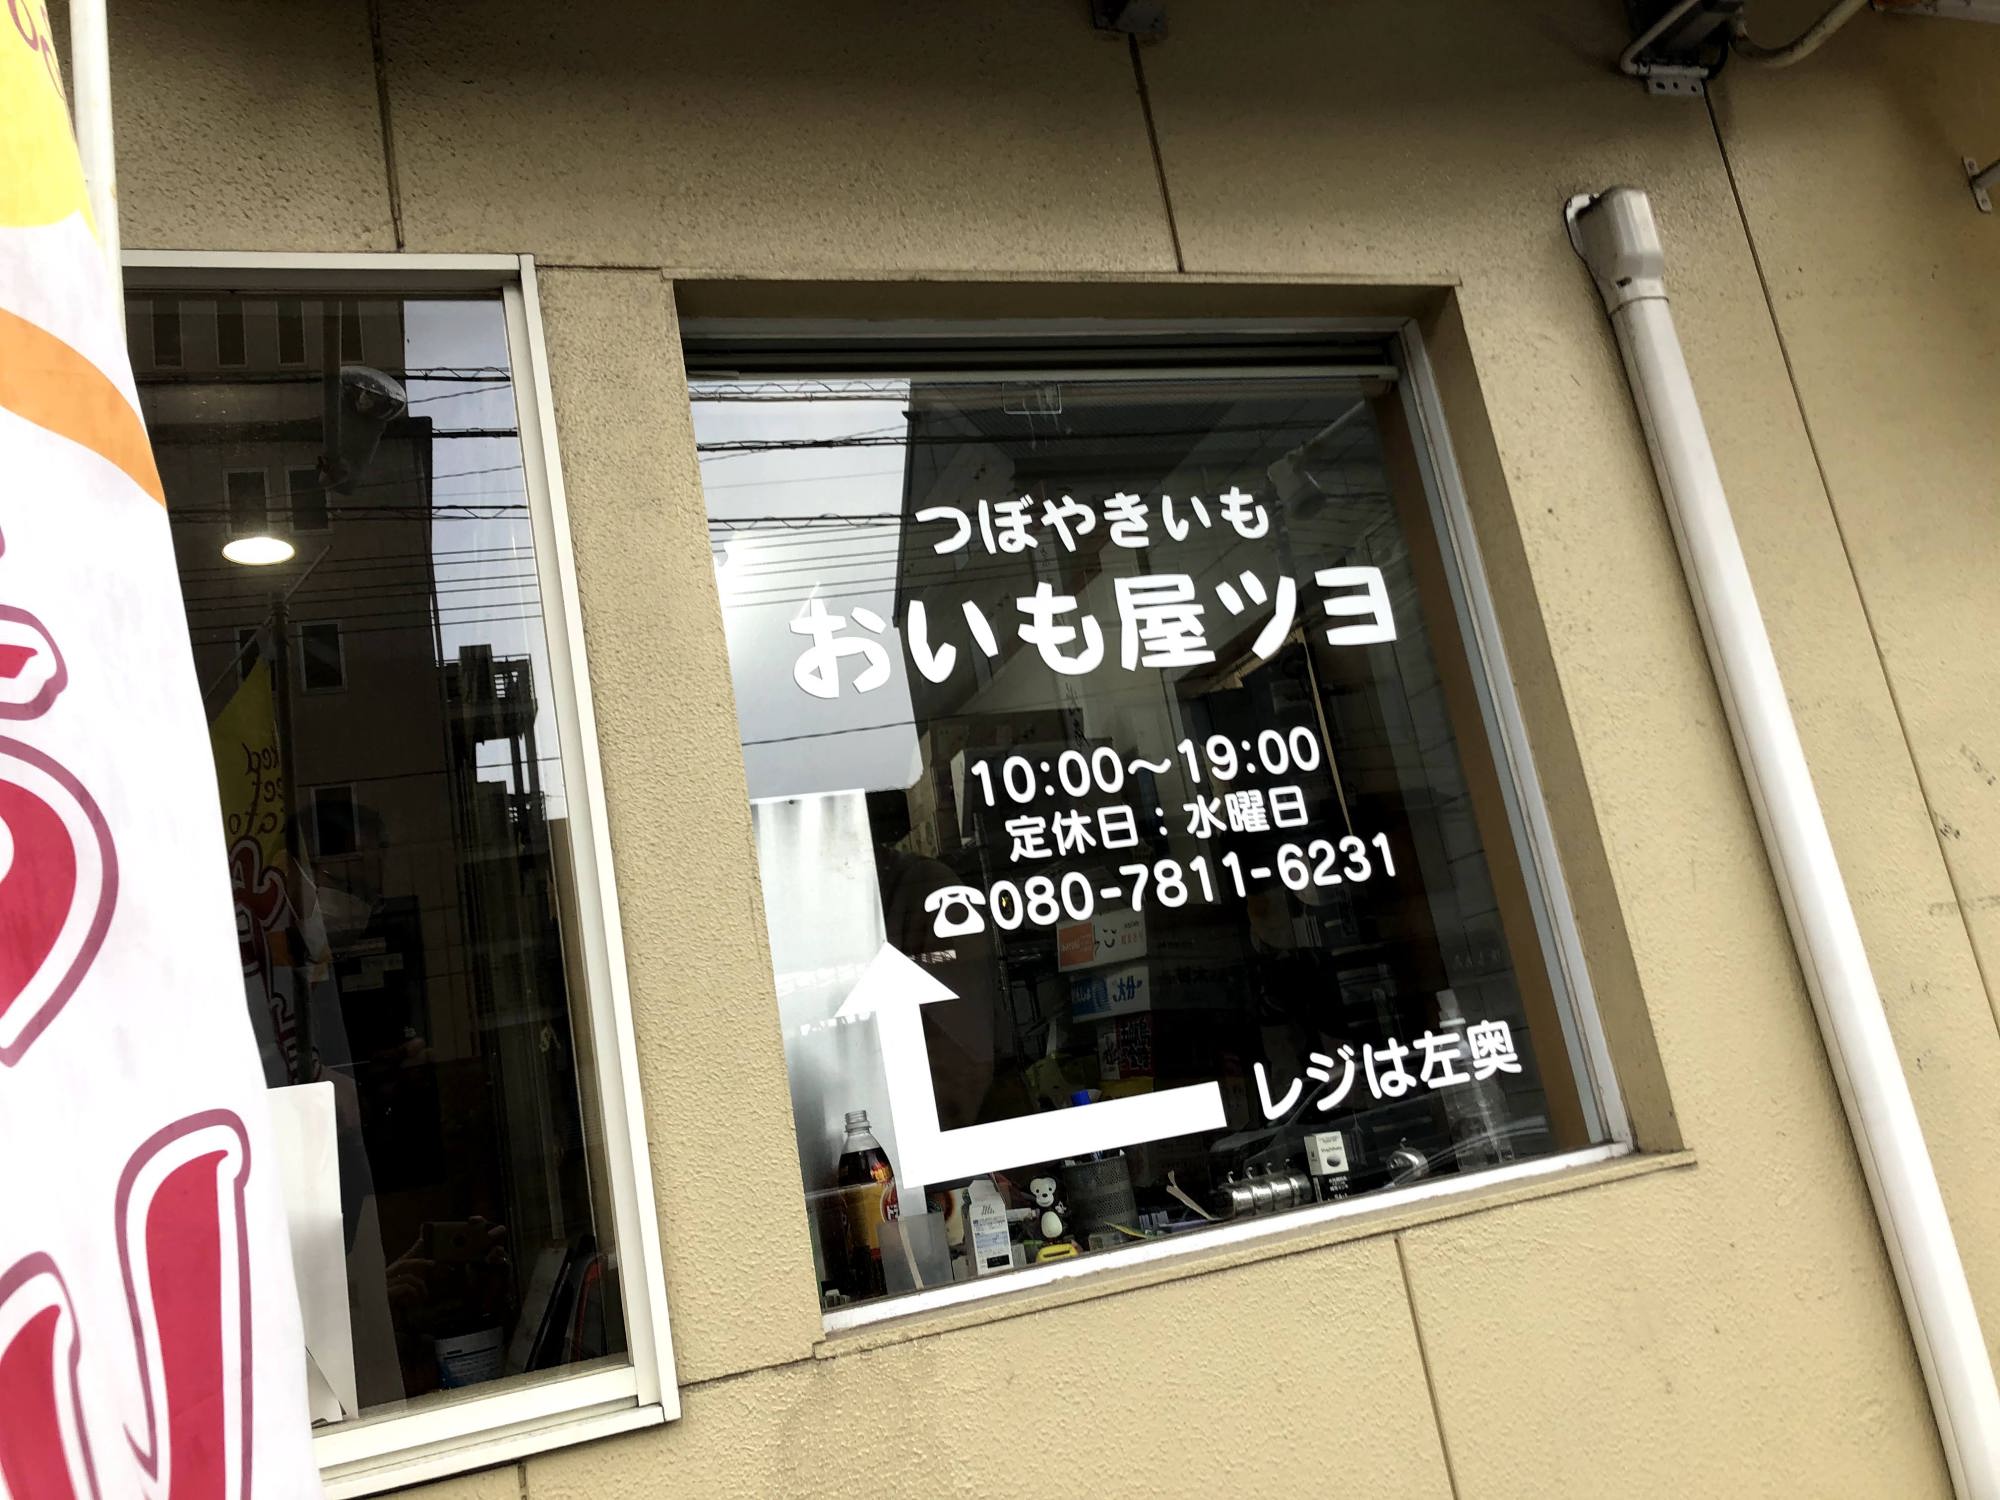 つぼやきいも
おいも屋ツヨ
10:00～19:00
定休日：水曜日
☎080-7811-6231
レジは左奥